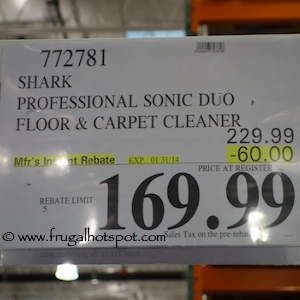 772781
SHARK
PROFESSIONAL SONIC DUO
FLOOR & CARPET CLEANER
229.99
Mfr's Instant Rebate EXP. 01/31/14 -60.00
PRICE AT REGISTER
REBATE LIMIT
5
169.99
www.frugalhotspot.com
Sales Tax on the pre-rebate